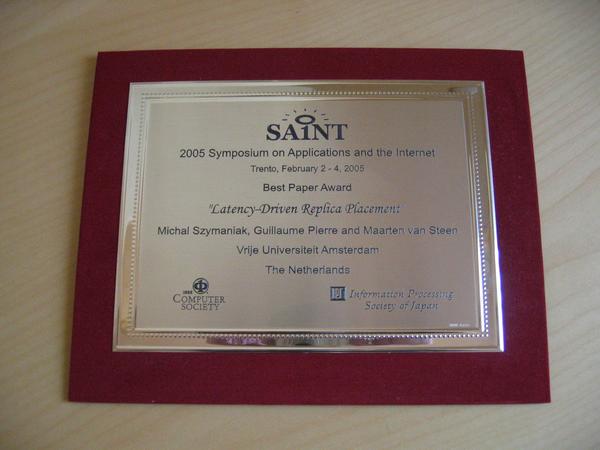 SAINT
2005 Symposium on Applications and the Internet
Trento, February 2 - 4, 2005
Best Paper Award
"Latency-Driven Replica Placement"
Michal Szymaniak, Guillaume Pierre and Maarten van Steen
Vrije Universiteit Amsterdam
The Netherlands
IEEE
COMPUTER
SOCIETY
Information Processing
Society of Japan